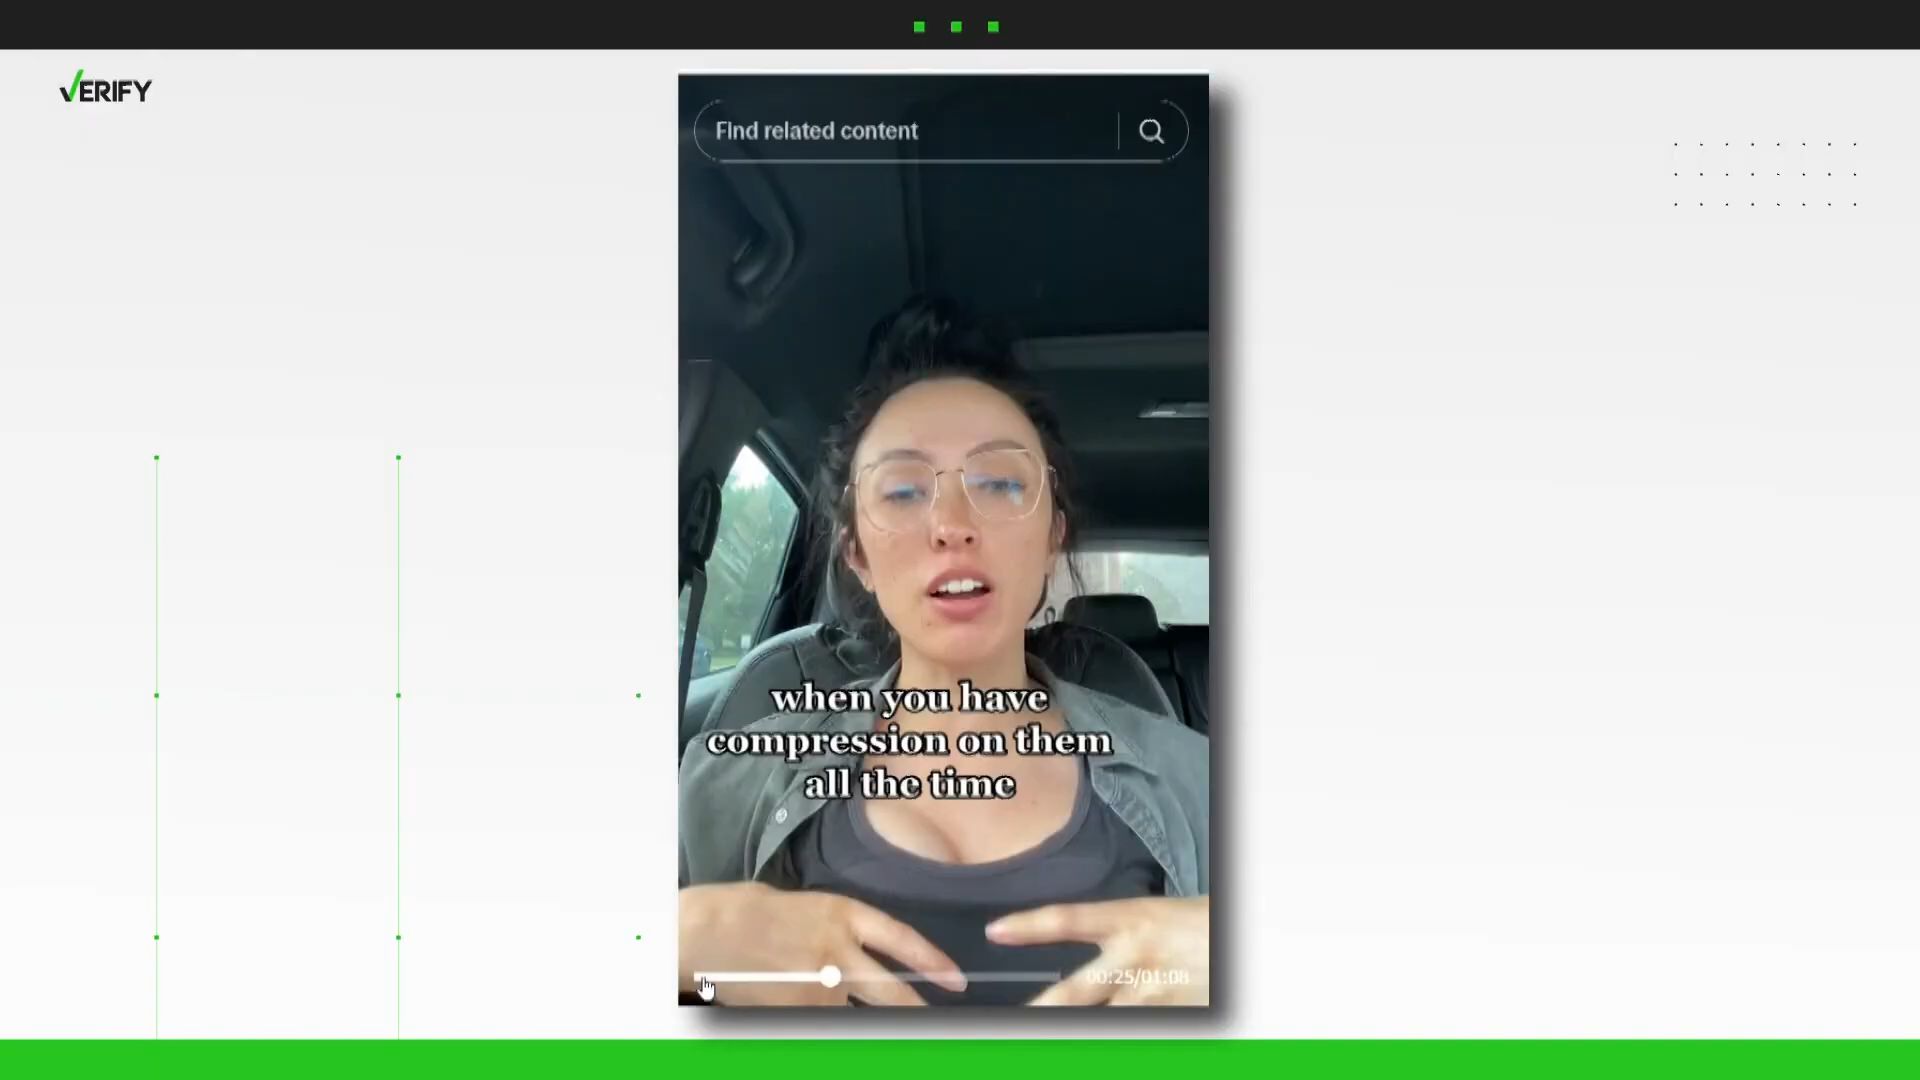 VERIFY
Find related content
when you have
compression on them
all the time
00:25/01:08